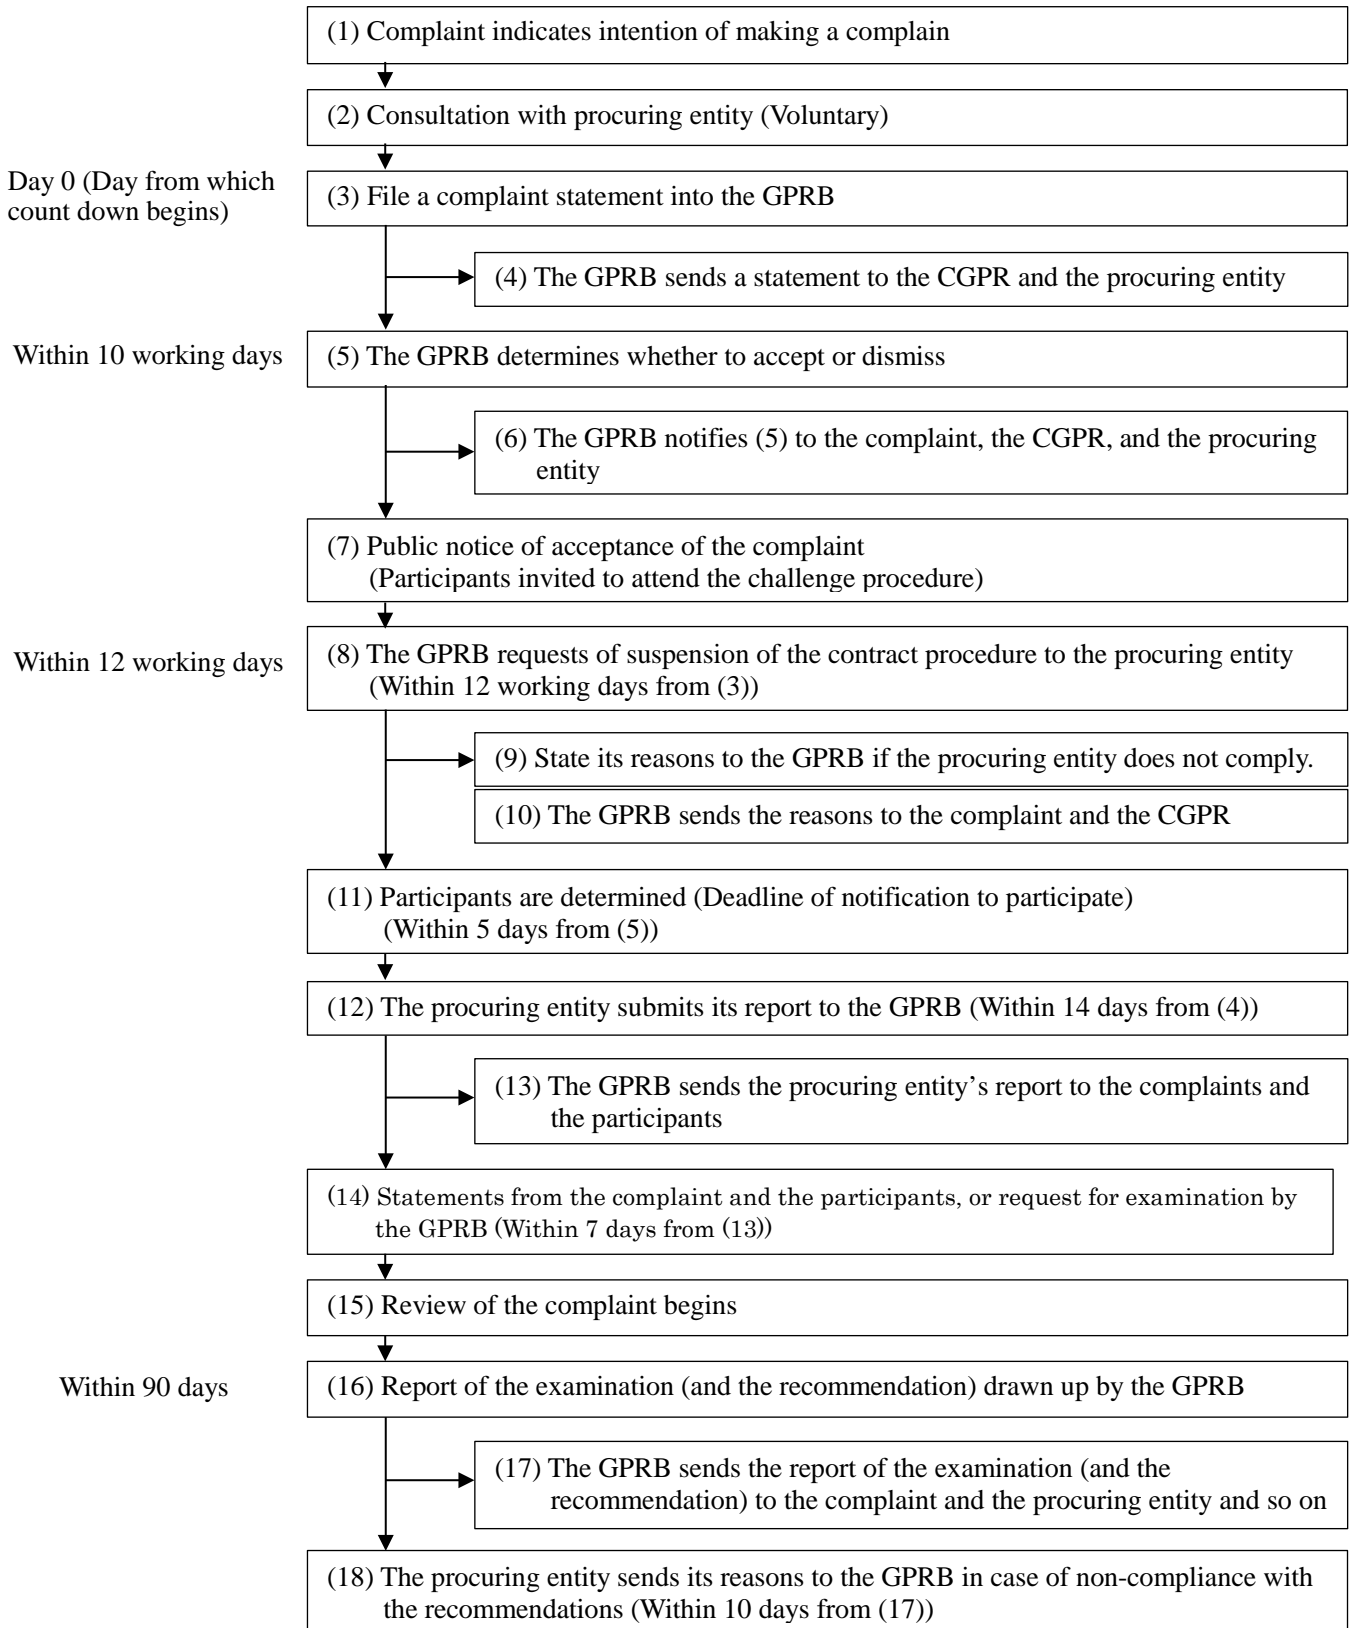 (1) Complaint indicates intention of making a complain
(2) Consultation with procuring entity (Voluntary)
Day 0 (Day from which
count down begins)
(3) File a complaint statement into the GPRB
(4) The GPRB sends a statement to the CGPR and the procuring entity
Within 10 working days
(5) The GPRB determines whether to accept or dismiss
(6) The GPRB notifies (5) to the complaint, the CGPR, and the procuring
entity
(7) Public notice of acceptance of the complaint
(Participants invited to attend the challenge procedure)
Within 12 working days
(8) The GPRB requests of suspension of the contract procedure to the procuring entity
(Within 12 working days from (3))
(9) State its reasons to the GPRB if the procuring entity does not comply.
(10) The GPRB sends the reasons to the complaint and the CGPR
(11) Participants are determined (Deadline of notification to participate)
(Within 5 days from (5))
(12) The procuring entity submits its report to the GPRB (Within 14 days from (4))
(13) The GPRB sends the procuring entity’s report to the complaints and
the participants
(14) Statements from the complaint and the participants, or request for examination by
the GPRB (Within 7 days from (13))
(15) Review of the complaint begins
Within 90 days
(16) Report of the examination (and the recommendation) drawn up by the GPRB
(17) The GPRB sends the report of the examination (and the
recommendation) to the complaint and the procuring entity and so on
(18) The procuring entity sends its reasons to the GPRB in case of non-compliance with
the recommendations (Within 10 days from (17))